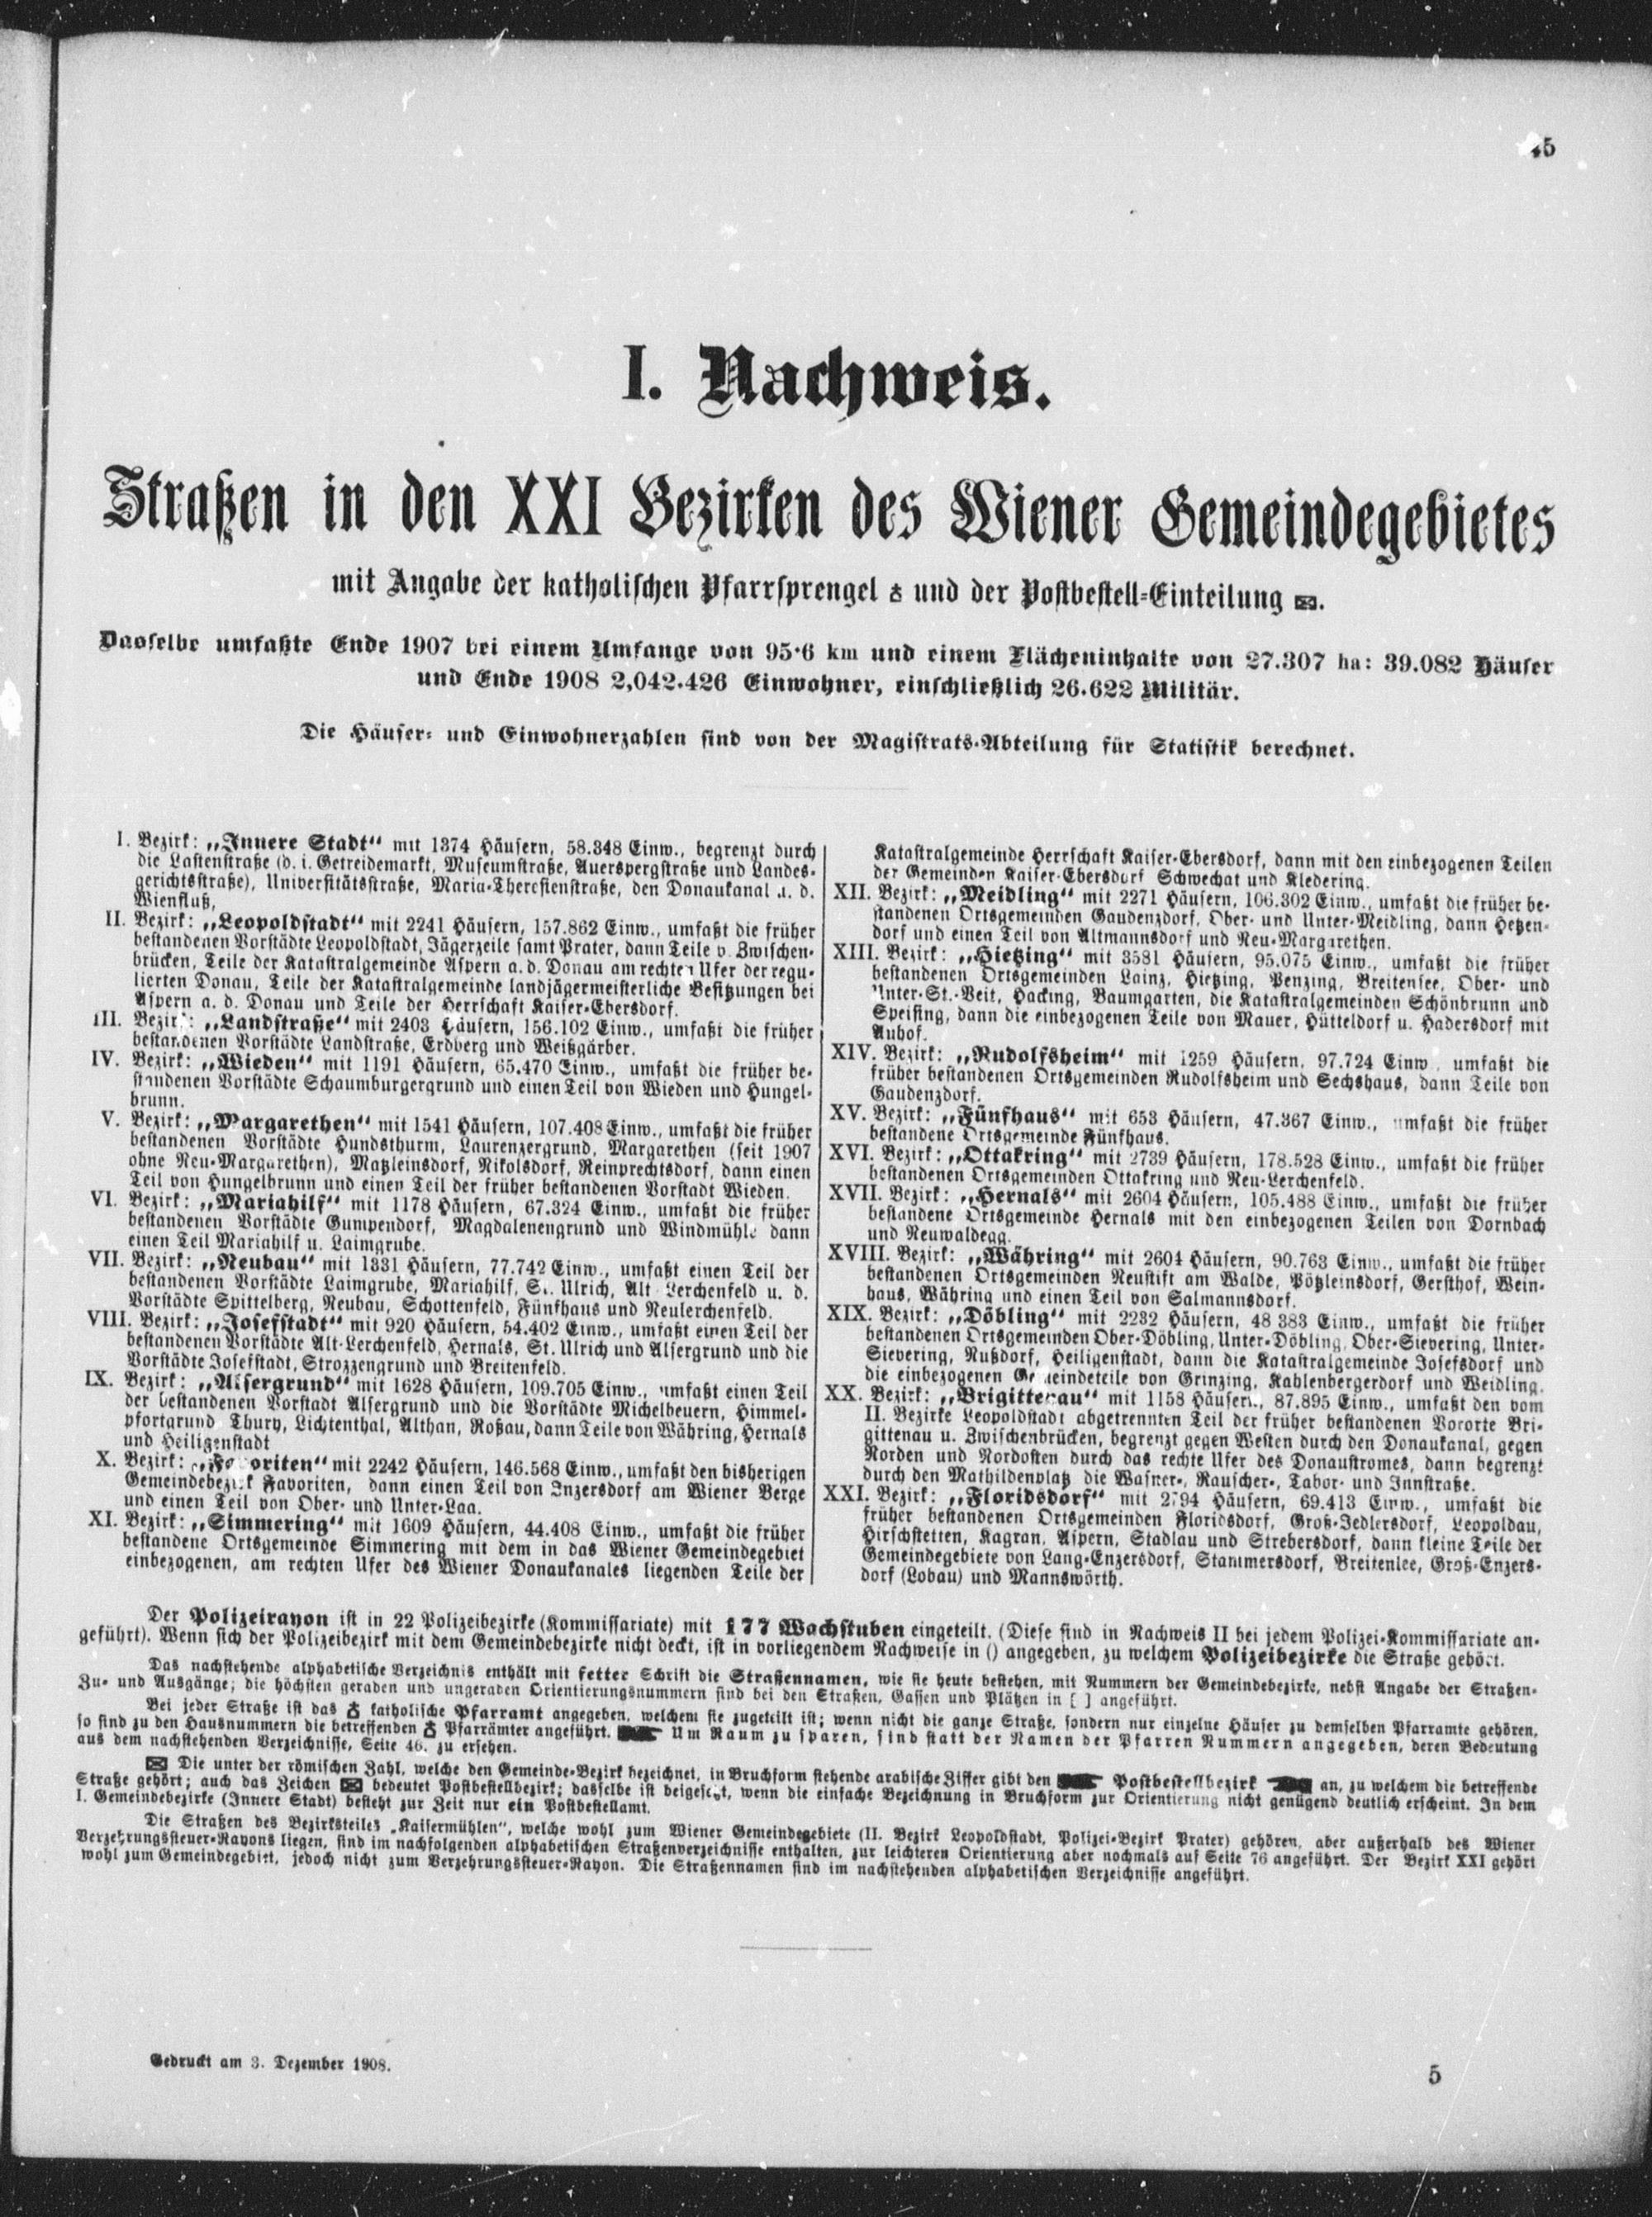 45
I. Nachweis.
Straßen in den XXI Bezirken des Wiener Gemeindegebietes
mit Angabe der katholischen Pfarrsprengel ♁ und der Postbestell-Einteilung ✉.
Dasselbe umfaßte Ende 1907 bei einem Umfange von 95·6 km und einem Flächeninhalte von 27.307 ha: 39.082 Häuser
und Ende 1908 2,042.426 Einwohner, einschließlich 26.622 Militär.
Die Häuser- und Einwohnerzahlen sind von der Magistrats-Abteilung für Statistik berechnet.
I. Bezirk: „Innere Stadt“ mit 1374 Häusern, 58.348 Einw., begrenzt durch
die Lastenstraße (d. i. Getreidemarkt, Museumstraße, Auerspergstraße und Landes-
gerichtsstraße), Universitätsstraße, Maria-Theresienstraße, den Donaukanal u. d.
Wienfluß,
II. Bezirk: „Leopoldstadt“ mit 2241 Häusern, 157.862 Einw., umfaßt die früher
bestandenen Vorstädte Leopoldstadt, Jägerzeile samt Prater, dann Teile v. Zwischen-
brücken, Teile der Katastralgemeinde Aspern a. d. Donau am rechten Ufer der regu-
lierten Donau, Teile der Katastralgemeinde landjägermeisterliche Besitzungen bei
Aspern a. d. Donau und Teile der Herrschaft Kaiser-Ebersdorf.
III. Bezirk: „Landstraße“ mit 2403 Häusern, 156.102 Einw., umfaßt die früher
bestandenen Vorstädte Landstraße, Erdberg und Weißgärber.
IV. Bezirk: „Wieden“ mit 1191 Häusern, 65.470 Einw., umfaßt die früher be-
standenen Vorstädte Schaumburgergrund und einen Teil von Wieden und Hungel-
brunn.
V. Bezirk: „Margarethen“ mit 1541 Häusern, 107.408 Einw., umfaßt die früher
bestandenen Vorstädte Hundsthurm, Laurenzergrund, Margarethen (seit 1907
ohne Neu-Margarethen), Matzleinsdorf, Nikolsdorf, Reinprechtsdorf, dann einen
Teil von Hungelbrunn und einen Teil der früher bestandenen Vorstadt Wieden.
VI. Bezirk: „Mariahilf“ mit 1178 Häusern, 67.324 Einw., umfaßt die früher
bestandenen Vorstädte Gumpendorf, Magdalenengrund und Windmühle dann
einen Teil Mariahilf u. Laimgrube.
VII. Bezirk: „Neubau“ mit 1331 Häusern, 77.742 Einw., umfaßt einen Teil der
bestandenen Vorstädte Laimgrube, Mariahilf, St. Ulrich, Alt-Lerchenfeld u. d.
Vorstädte Spittelberg, Neubau, Schottenfeld, Fünfhaus und Neulerchenfeld.
VIII. Bezirk: „Josefstadt“ mit 920 Häusern, 54.402 Einw., umfaßt einen Teil der
bestandenen Vorstädte Alt-Lerchenfeld, Hernals, St. Ulrich und Alsergrund und die
Vorstädte Josefstadt, Strozzengrund und Breitenfeld.
IX. Bezirk: „Alsergrund“ mit 1628 Häusern, 109.705 Einw., umfaßt einen Teil
der bestandenen Vorstadt Alsergrund und die Vorstädte Michelbeuern, Himmel-
pfortgrund Thury, Lichtenthal, Althan, Roßau, dann Teile von Währing, Hernals
und Heiligenstadt
X. Bezirk: „Favoriten“ mit 2242 Häusern, 146.568 Einw., umfaßt den bisherigen
Gemeindebezirk Favoriten, dann einen Teil von Inzersdorf am Wiener Berge
und einen Teil von Ober- und Unter-Laa.
XI. Bezirk: „Simmering“ mit 1609 Häusern, 44.408 Einw., umfaßt die früher
bestandene Ortsgemeinde Simmering mit dem in das Wiener Gemeindegebiet
einbezogenen, am rechten Ufer des Wiener Donaukanales liegenden Teile der
Katastralgemeinde Herrschaft Kaiser-Ebersdorf, dann mit den einbezogenen Teilen
der Gemeinden Kaiser-Ebersdorf Schwechat und Kledering.
XII. Bezirk: „Meidling“ mit 2271 Häusern, 106.302 Einw., umfaßt die früher be-
standenen Ortsgemeinden Gaudenzdorf, Ober- und Unter-Meidling, dann Hetzen-
dorf und einen Teil von Altmannsdorf und Neu-Margarethen.
XIII. Bezirk: „Hietzing“ mit 3581 Häusern, 95.075 Einw., umfaßt die früher
bestandenen Ortsgemeinden Lainz, Hietzing, Penzing, Breitensee, Ober- und
Unter-St.-Veit, Hacking, Baumgarten, die Katastralgemeinden Schönbrunn und
Speising, dann die einbezogenen Teile von Mauer, Hütteldorf u. Hadersdorf mit
Auhof.
XIV. Bezirk: „Rudolfsheim“ mit 1259 Häusern, 97.724 Einw., umfaßt die
früher bestandenen Ortsgemeinden Rudolfsheim und Sechshaus, dann Teile von
Gaudenzdorf.
XV. Bezirk: „Fünfhaus“ mit 653 Häusern, 47.367 Einw., umfaßt die früher
bestandene Ortsgemeinde Fünfhaus.
XVI. Bezirk: „Ottakring“ mit 2739 Häusern, 178.528 Einw., umfaßt die früher
bestandenen Ortsgemeinden Ottakring und Neu-Lerchenfeld.
XVII. Bezirk: „Hernals“ mit 2604 Häusern, 105.488 Einw., umfaßt die früher
bestandene Ortsgemeinde Hernals mit den einbezogenen Teilen von Dornbach
und Neuwaldegg.
XVIII. Bezirk: „Währing“ mit 2604 Häusern, 90.763 Einw., umfaßt die früher
bestandenen Ortsgemeinden Neustift am Walde, Pötzleinsdorf, Gersthof, Wein-
haus, Währing und einen Teil von Salmannsdorf.
XIX. Bezirk: „Döbling“ mit 2232 Häusern, 48 383 Einw., umfaßt die früher
bestandenen Ortsgemeinden Ober-Döbling, Unter-Döbling, Ober-Sievering, Unter-
Sievering, Nußdorf, Heiligenstadt, dann die Katastralgemeinde Josefsdorf und
die einbezogenen Gemeindeteile von Grinzing, Kahlenbergerdorf und Weidling.
XX. Bezirk: „Brigittenau“ mit 1158 Häusern, 87.895 Einw., umfaßt den vom
II. Bezirke Leopoldstadt abgetrennten Teil der früher bestandenen Vororte Bri-
gittenau u. Zwischenbrücken, begrenzt gegen Westen durch den Donaukanal, gegen
Norden und Nordosten durch das rechte Ufer des Donaustromes, dann begrenzt
durch den Mathildenplatz die Wasner-, Rauscher-, Tabor- und Innstraße.
XXI. Bezirk: „Floridsdorf“ mit 2794 Häusern, 69.413 Einw., umfaßt die
früher bestandenen Ortsgemeinden Floridsdorf, Groß-Jedlersdorf, Leopoldau,
Hirschstetten, Kagran, Aspern, Stadlau und Strebersdorf, dann kleine Teile der
Gemeindegebiete von Lang-Enzersdorf, Stammersdorf, Breitenlee, Groß-Enzers-
dorf (Lobau) und Mannswörth.
Der Polizeirayon ist in 22 Polizeibezirke (Kommissariate) mit 177 Wachstuben eingeteilt. (Diese sind in Nachweis II bei jedem Polizei-Kommissariate an-
geführt). Wenn sich der Polizeibezirk mit dem Gemeindebezirke nicht deckt, ist in vorliegendem Nachweise in () angegeben, zu welchem Polizeibezirke die Straße gehört.
Das nachstehende alphabetische Verzeichnis enthält mit fetter Schrift die Straßennamen, wie sie heute bestehen, mit Nummern der Gemeindebezirke, nebst Angabe der Straßen-
Zu- und Ausgänge; die höchsten geraden und ungeraden Orientierungsnummern sind bei den Straßen, Gassen und Plätzen in [ ] angeführt.
Bei jeder Straße ist das ♁ katholische Pfarramt angegeben, welchem sie zugeteilt ist; wenn nicht die ganze Straße, sondern nur einzelne Häuser zu demselben Pfarramte gehören,
so sind zu den Hausnummern die betreffenden ♁ Pfarrämter angeführt. ☛ Um Raum zu sparen, sind statt der Namen der Pfarren Nummern angegeben, deren Bedeutung
aus dem nachstehenden Verzeichnisse, Seite 46, zu ersehen.
✉ Die unter der römischen Zahl, welche den Gemeinde-Bezirk bezeichnet, in Bruchform stehende arabische Ziffer gibt den ☛ Postbestellbezirk ☚ an, zu welchem die betreffende
Straße gehört; auch das Zeichen ✉ bedeutet Postbestellbezirk; dasselbe ist beigesetzt, wenn die einfache Bezeichnung in Bruchform zur Orientierung nicht genügend deutlich erscheint. In dem
I. Gemeindebezirke (Innere Stadt) besteht zur Zeit nur ein Postbestellamt.
Die Straßen des Bezirksteiles „Kaisermühlen“, welche wohl zum Wiener Gemeindegebiete (II. Bezirk Leopoldstadt, Polizei-Bezirk Prater) gehören, aber außerhalb des Wiener
Verzehrungssteuer-Rayons liegen, sind im nachfolgenden alphabetischen Straßenverzeichnisse enthalten, zur leichteren Orientierung aber nochmals auf Seite 76 angeführt. Der Bezirk XXI gehört
wohl zum Gemeindegebiet, jedoch nicht zum Verzehrungssteuer-Rayon. Die Straßennamen sind im nachstehenden alphabetischen Verzeichnisse angeführt.
Gedruckt am 3. Dezember 1908.
5